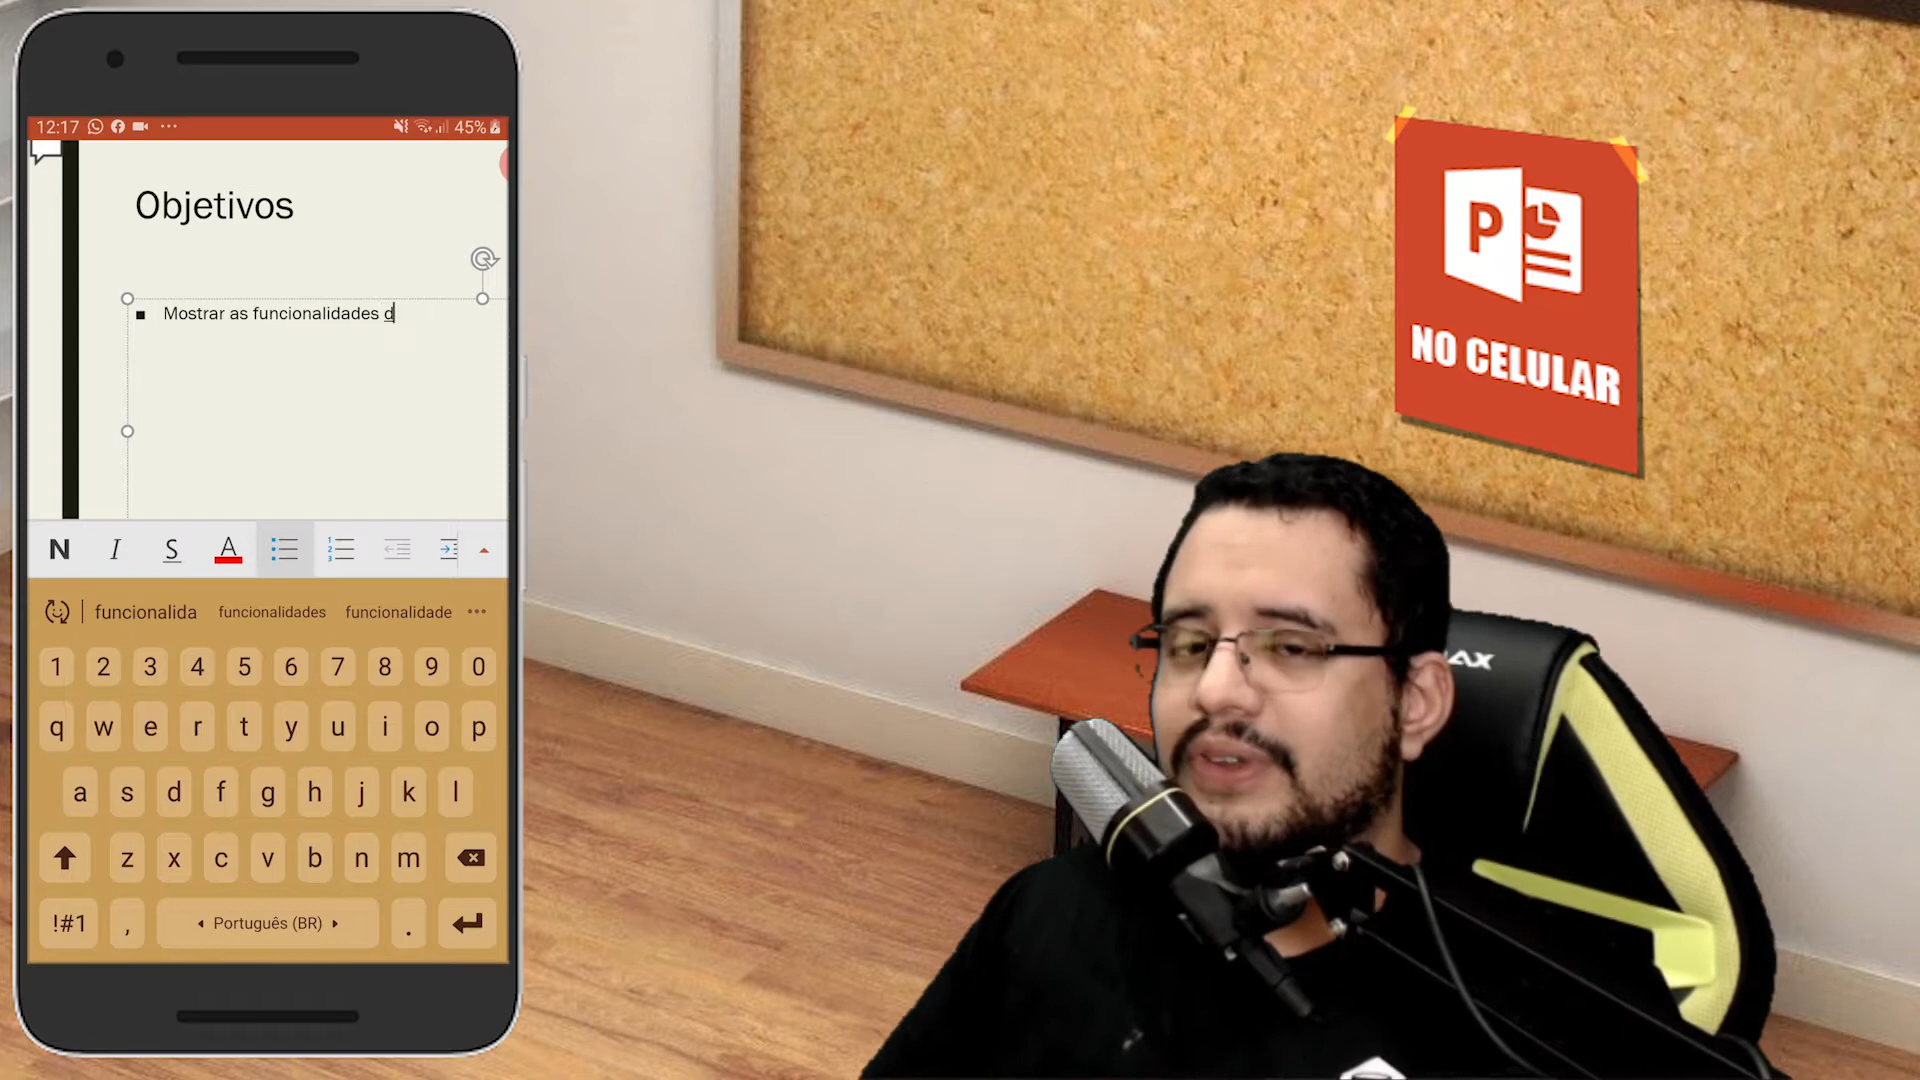 12:17
45%
Objetivos
Mostrar as funcionalidades d
N I S A
funcionalida funcionalidades funcionalidade
1 2 3 4 5 6 7 8 9 0
q w e r t y u i o p
a s d f g h j k l
z x c v b n m
!#1 , Português (BR) .
P
NO CELULAR
AX